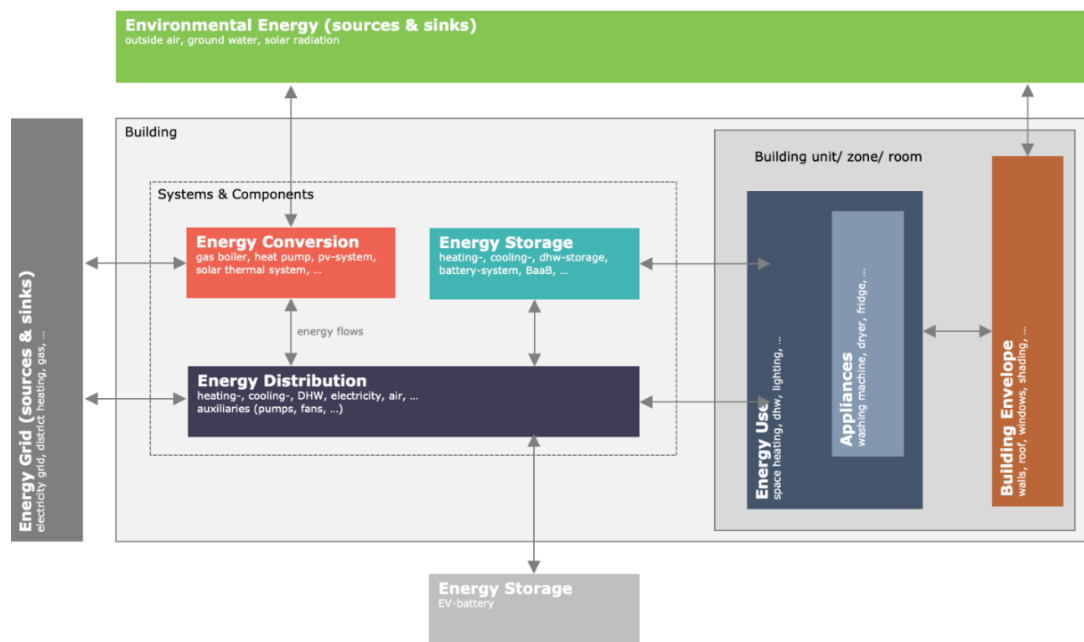 Environmental Energy (sources & sinks)
outside air, ground water, solar radiation
Building
Building unit/ zone/ room
Systems & Components
Energy Conversion
gas boiler, heat pump, pv-system,
solar thermal system, ...
Energy Storage
heating-, cooling-, dhw-storage,
battery-system, BaaB, ...
energy flows
Energy Distribution
heating-, cooling-, DHW, electricity, air, ...
auxiliaries (pumps, fans, ...)
Energy Grid (sources & sinks)
electricity grid, district heating, gas, ...
Energy Use
space heating, dhw, lighting, ...
Appliances
washing machine, dryer, fridge, ...
Building Envelope
walls, roof, windows, shading, ...
Energy Storage
EV-battery